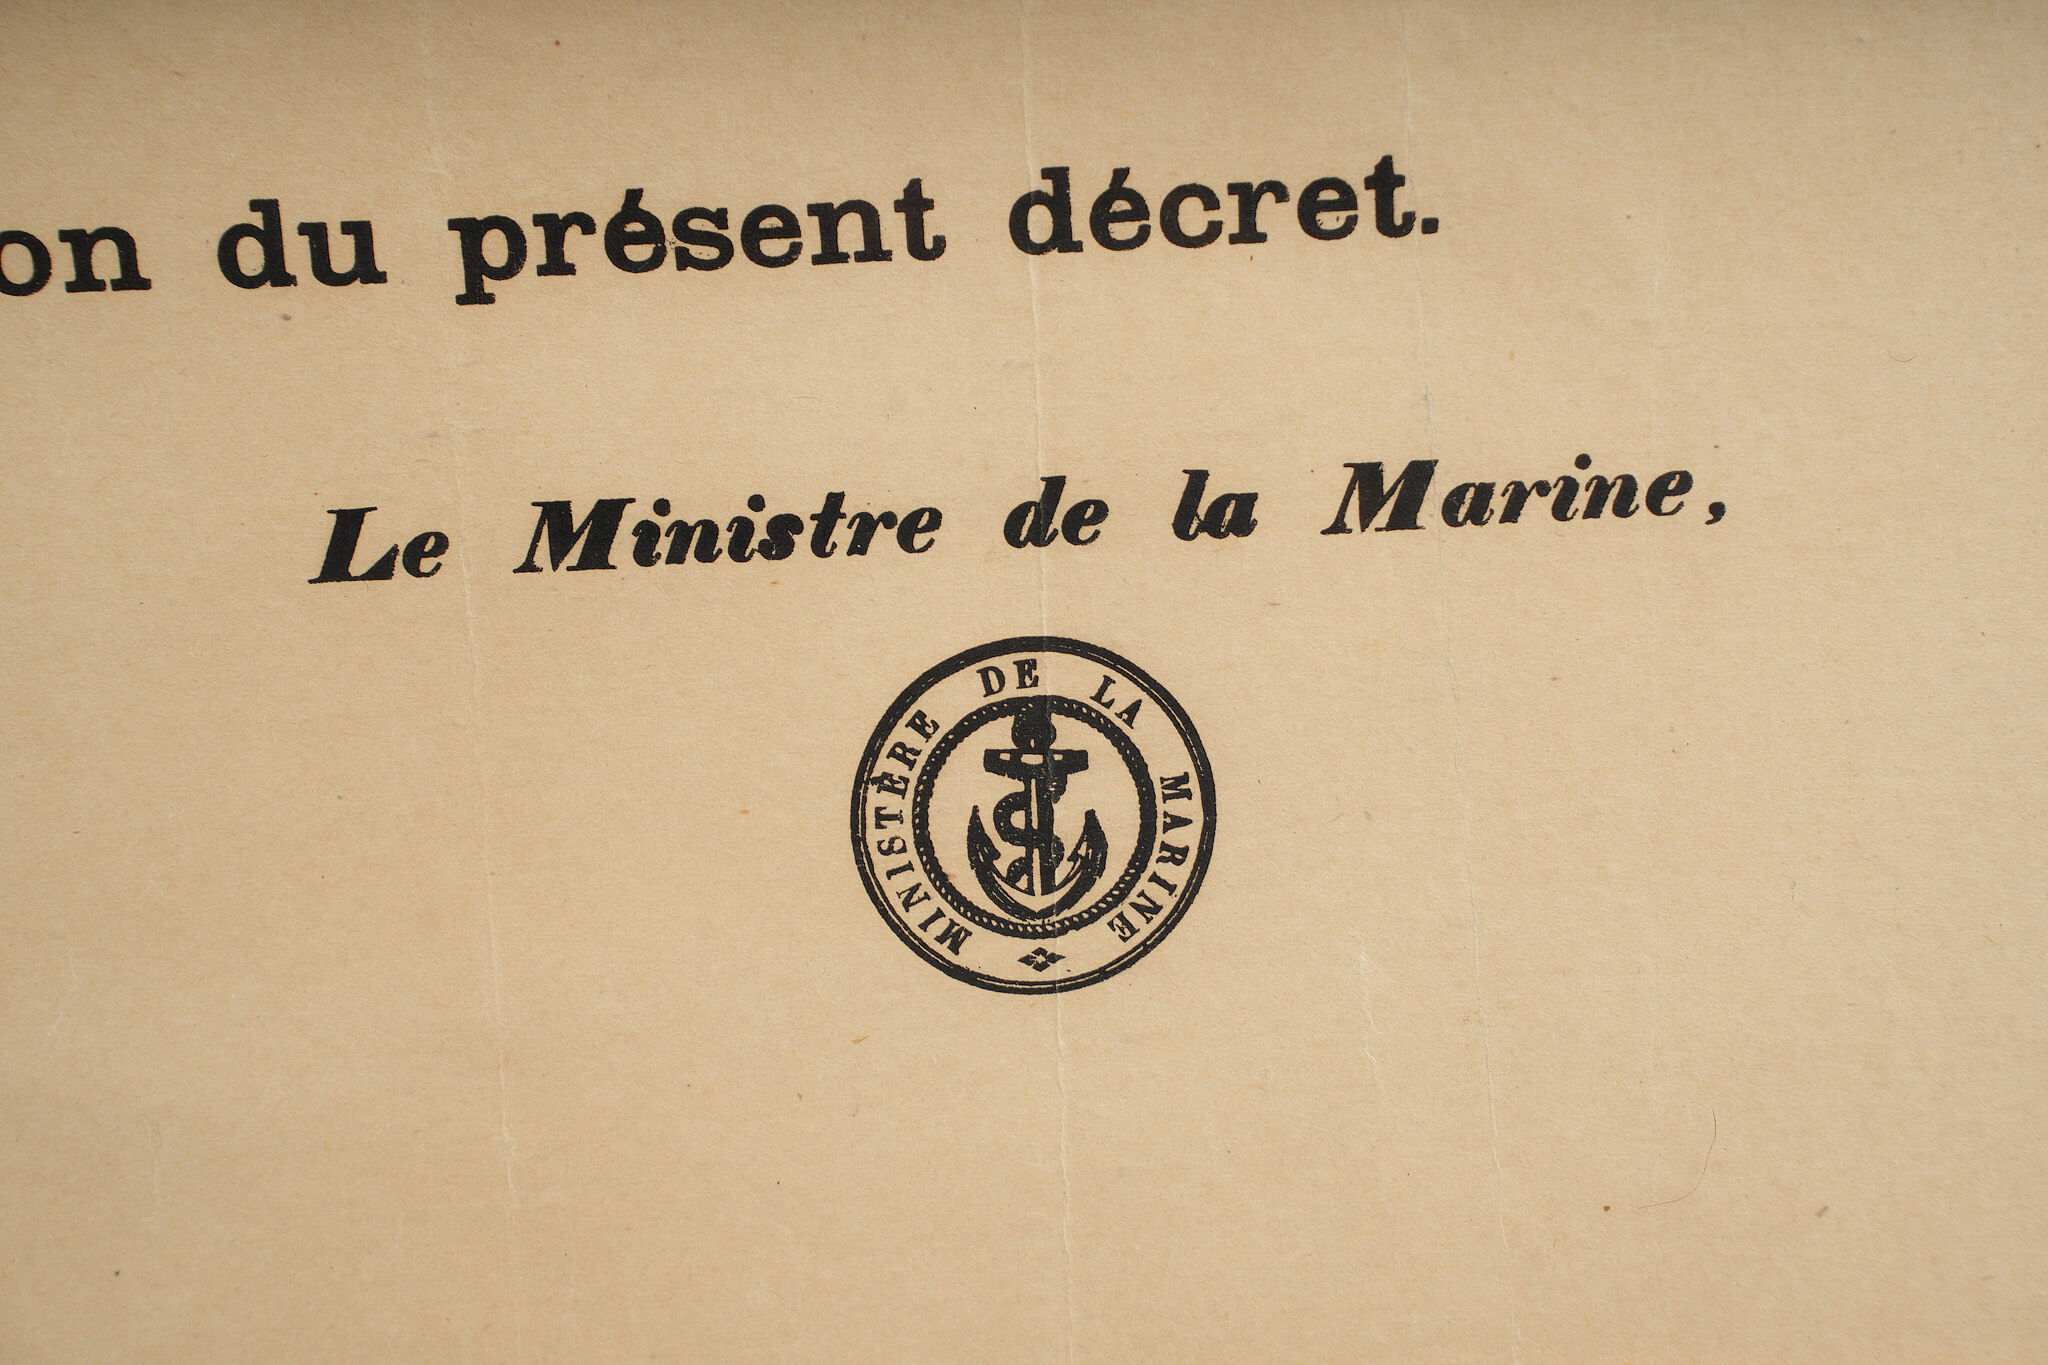 on du présent décret.
Le Ministre de la Marine,
MINISTÈRE DE LA MARINE